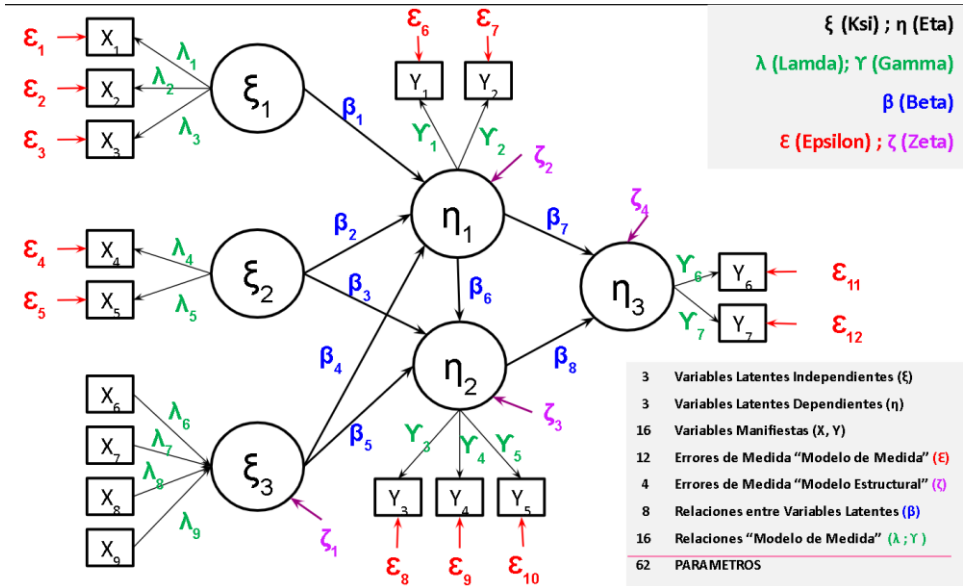 ξ (Ksi) ; η (Eta)
λ (Lamda); ϒ (Gamma)
β (Beta)
ε (Epsilon) ; ζ (Zeta)
ε1
X1
λ1
ε2
X2
λ2
ε3
X3
λ3
ξ1
β1
ε6
ε7
Y1
Y2
ϒ1
ϒ2
ζ2
η1
ε4
X4
λ4
ε5
X5
λ5
ξ2
β2
β3
β7
β6
ζ4
η3
ϒ6
Y6
ε11
ϒ7
Y7
ε12
β4
η2
β8
ζ3
X6
λ6
X7
λ7
X8
λ8
X9
λ9
ξ3
β5
ζ1
ϒ3
ϒ4
ϒ5
Y3
Y4
Y5
ε8
ε9
ε10
3 Variables Latentes Independientes (ξ)
3 Variables Latentes Dependientes (η)
16 Variables Manifiestas (X, Y)
12 Errores de Medida “Modelo de Medida” (ε)
4 Errores de Medida “Modelo Estructural” (ζ)
8 Relaciones entre Variables Latentes (β)
16 Relaciones “Modelo de Medida” (λ ; ϒ )
62 PARAMETROS